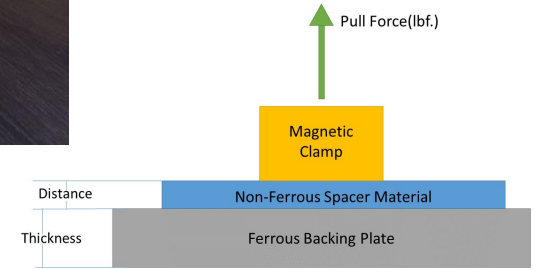 Pull Force(lbf.)
Magnetic
Clamp
Distance
Non-Ferrous Spacer Material
Thickness
Ferrous Backing Plate